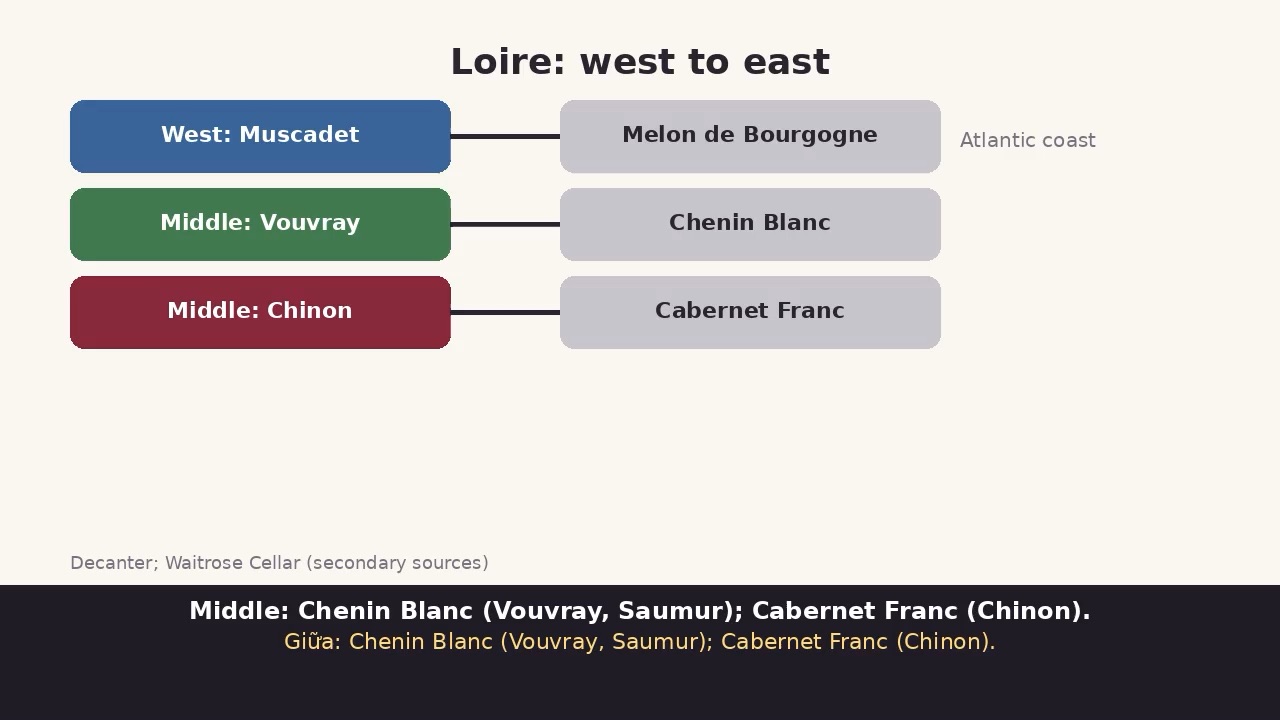 Loire: west to east
West: Muscadet
Melon de Bourgogne
Atlantic coast
Middle: Vouvray
Chenin Blanc
Middle: Chinon
Cabernet Franc
Decanter; Waitrose Cellar (secondary sources)
Middle: Chenin Blanc (Vouvray, Saumur); Cabernet Franc (Chinon).
Giữa: Chenin Blanc (Vouvray, Saumur); Cabernet Franc (Chinon).